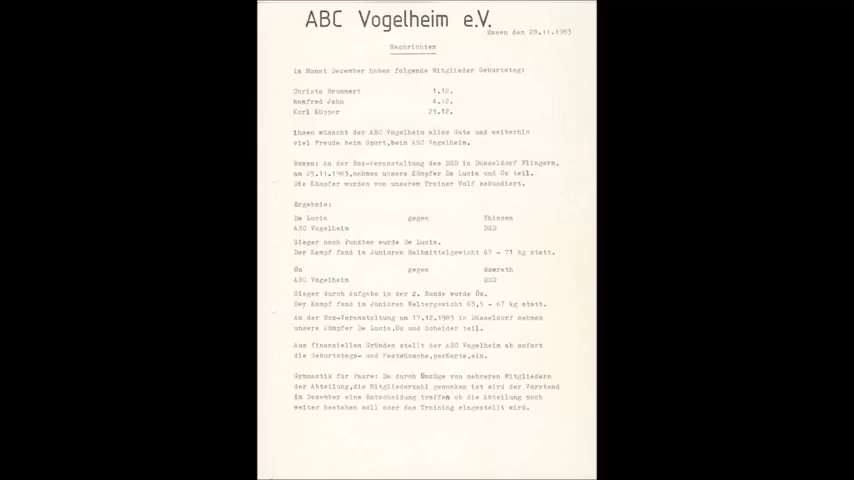 ABC Vogelheim e.V.
Essen den 28.11.1983
Nachrichten
Im Monat Dezember haben folgende Mitglieder Geburtstag:
Christa Brummert 1.12.
Manfred Jahn 4.12.
Karl Küpper 23.12.
Ihnen wünscht der ABC Vogelheim alles Gute und weiterhin
viel Freude beim Sport,beim ABC Vogelheim.
Boxen: An der Box-Veranstaltung des DSD in Düsseldorf Flingern,
am 25.11.1983,nahmen unsere Kämpfer De Lucia und Öz teil.
Die Kämpfer wurden von unserem Trainer Wolf sekundiert.
Ergebnis:
De Lucia gegen Thissen
ABC Vogelheim DSD
Sieger nach Punkten wurde De Lucia.
Der Kampf fand im Junioren Halbmittelgewicht 67 - 71 kg statt.
Öz gegen Nowrath
ABC Vogelheim DSD
Sieger durch Aufgabe in der 2. Runde wurde Öz.
Der Kampf fand im Junioren Weltergewicht 63,5 - 67 kg statt.
An der Box-Veranstaltung am 17.12.1983 in Düsseldorf nehmen
unsere Kämpfer De Lucia,Öz und Scheider teil.
Aus finanziellen Gründen stellt der ABC Vogelheim ab sofort
die Geburtstags- und Festwünsche,perKarte,ein.
Gymnastik für Paare: Da durch Umzüge von mehreren Mitgliedern
der Abteilung,die Mitgliederzahl gesunken ist wird der Vorstand
im Dezember eine Entscheidung treffen ob die Abteilung noch
weiter bestehen soll oder das Training eingestellt wird.